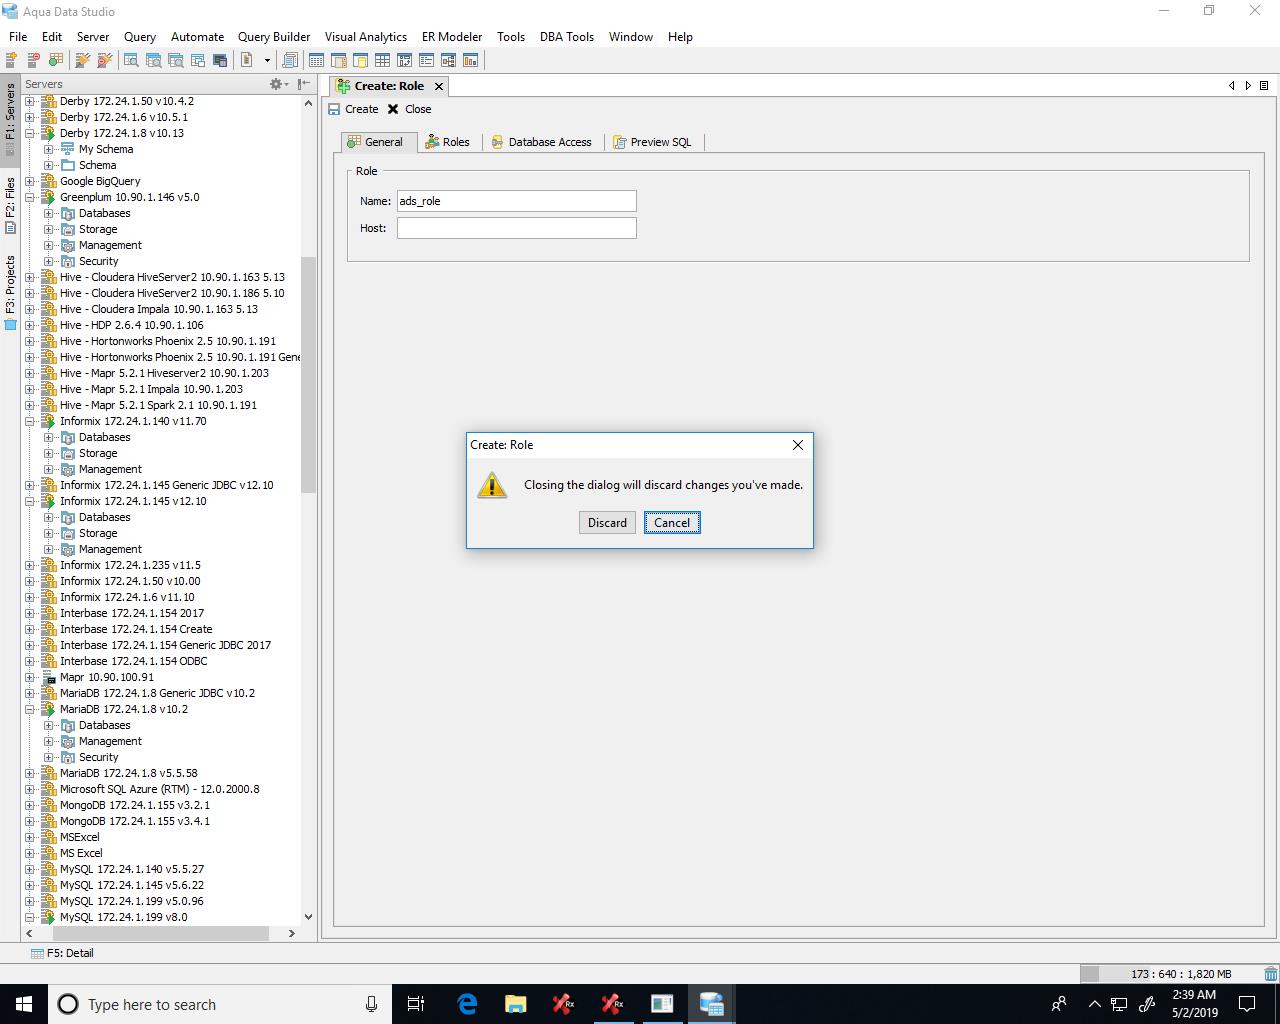 Aqua Data Studio
File Edit Server Query Automate Query Builder Visual Analytics ER Modeler Tools DBA Tools Window Help
F1: Servers
F2: Files
F3: Projects
Servers
Derby 172.24.1.50 v10.4.2
Derby 172.24.1.6 v10.5.1
Derby 172.24.1.8 v10.13
My Schema
Schema
Google BigQuery
Greenplum 10.90.1.146 v5.0
Databases
Storage
Management
Security
Hive - Cloudera HiveServer2 10.90.1.163 5.13
Hive - Cloudera HiveServer2 10.90.1.186 5.10
Hive - Cloudera Impala 10.90.1.163 5.13
Hive - HDP 2.6.4 10.90.1.106
Hive - Hortonworks Phoenix 2.5 10.90.1.191
Hive - Hortonworks Phoenix 2.5 10.90.1.191 Gene
Hive - Mapr 5.2.1 Hiveserver2 10.90.1.203
Hive - Mapr 5.2.1 Impala 10.90.1.203
Hive - Mapr 5.2.1 Spark 2.1 10.90.1.191
Informix 172.24.1.140 v11.70
Databases
Storage
Management
Informix 172.24.1.145 Generic JDBC v12.10
Informix 172.24.1.145 v12.10
Databases
Storage
Management
Informix 172.24.1.235 v11.5
Informix 172.24.1.50 v10.00
Informix 172.24.1.6 v11.10
Interbase 172.24.1.154 2017
Interbase 172.24.1.154 Create
Interbase 172.24.1.154 Generic JDBC 2017
Interbase 172.24.1.154 ODBC
Mapr 10.90.100.91
MariaDB 172.24.1.8 Generic JDBC v10.2
MariaDB 172.24.1.8 v10.2
Databases
Management
Security
MariaDB 172.24.1.8 v5.5.58
Microsoft SQL Azure (RTM) - 12.0.2000.8
MongoDB 172.24.1.155 v3.2.1
MongoDB 172.24.1.155 v3.4.1
MSExcel
MS Excel
MySQL 172.24.1.140 v5.5.27
MySQL 172.24.1.145 v5.6.22
MySQL 172.24.1.199 v5.0.96
MySQL 172.24.1.199 v8.0
Create: Role
Create Close
General Roles Database Access Preview SQL
Role
Name: ads_role
Host:
Create: Role
Closing the dialog will discard changes you've made.
Discard Cancel
F5: Detail
173 : 640 : 1,820 MB
Type here to search
2:39 AM
5/2/2019